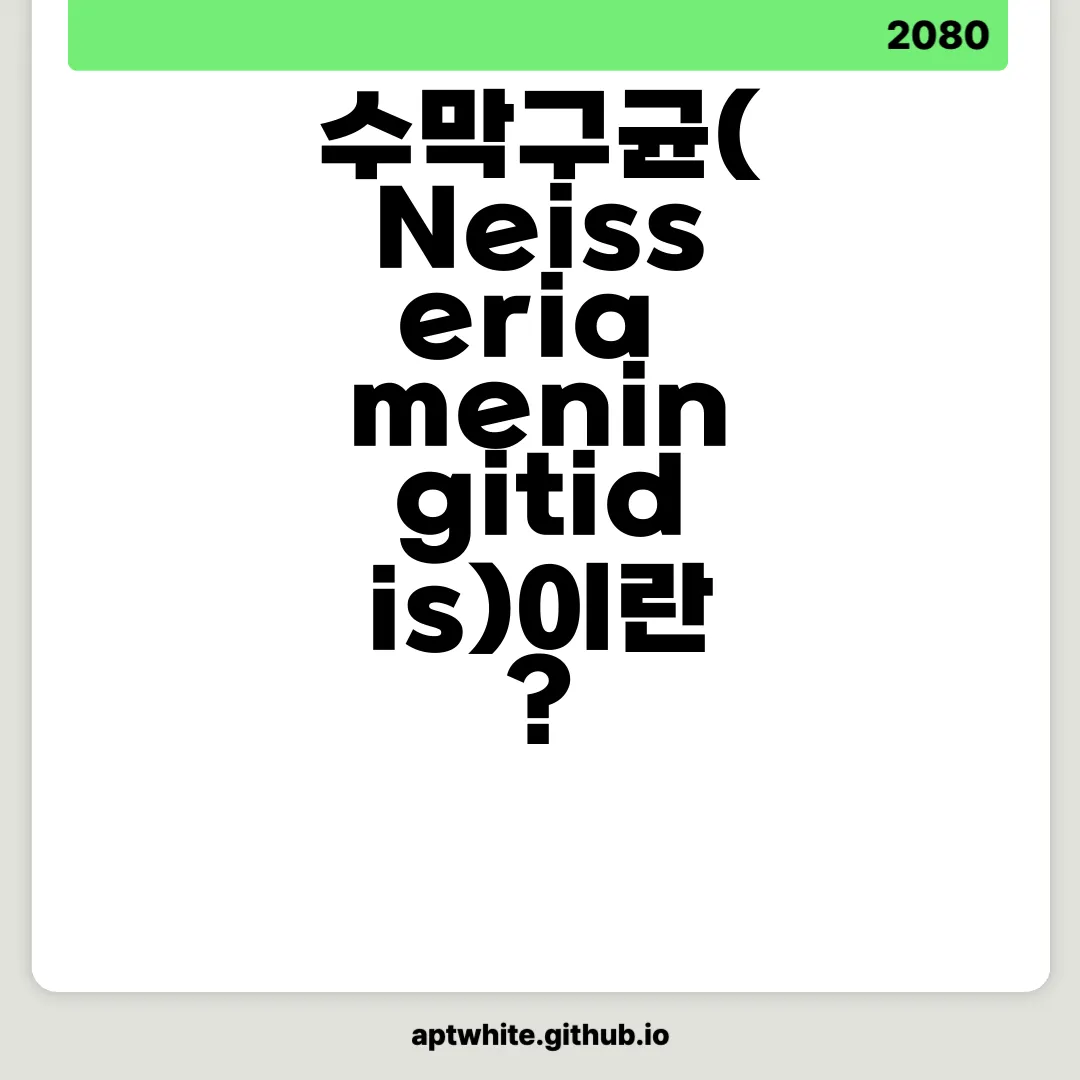 2080
수막구균(
Neiss
eria
menin
gitid
is)이란
?
aptwhite.github.io